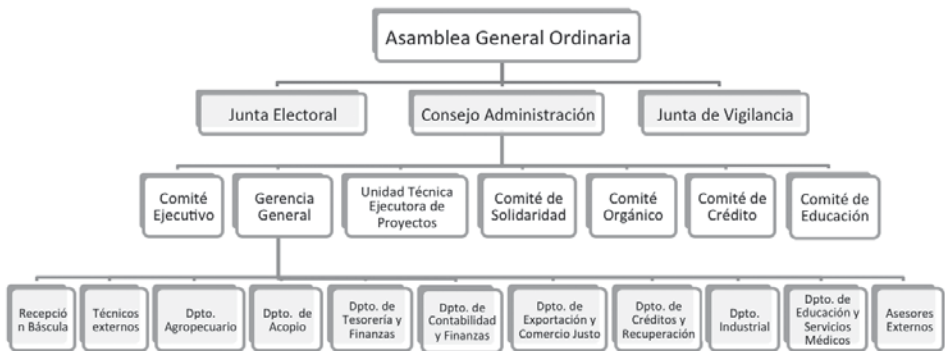 Asamblea General Ordinaria
Junta Electoral
Consejo Administración
Junta de Vigilancia
Comité
Ejecutivo
Gerencia
General
Unidad Técnica
Ejecutora de
Proyectos
Comité de
Solidaridad
Comité
Orgánico
Comité de
Crédito
Comité de
Educación
Recepció
n Báscula
Técnicos
externos
Dpto.
Agropecuario
Dpto. de
Acopio
Dpto. de
Tesorería y
Finanzas
Dpto. de
Contabilidad
y Finanzas
Dpto. de
Exportación y
Comercio Justo
Dpto. de
Créditos y
Recuperación
Dpto.
Industrial
Dpto. de
Educación y
Servicios
Médicos
Asesores
Externos